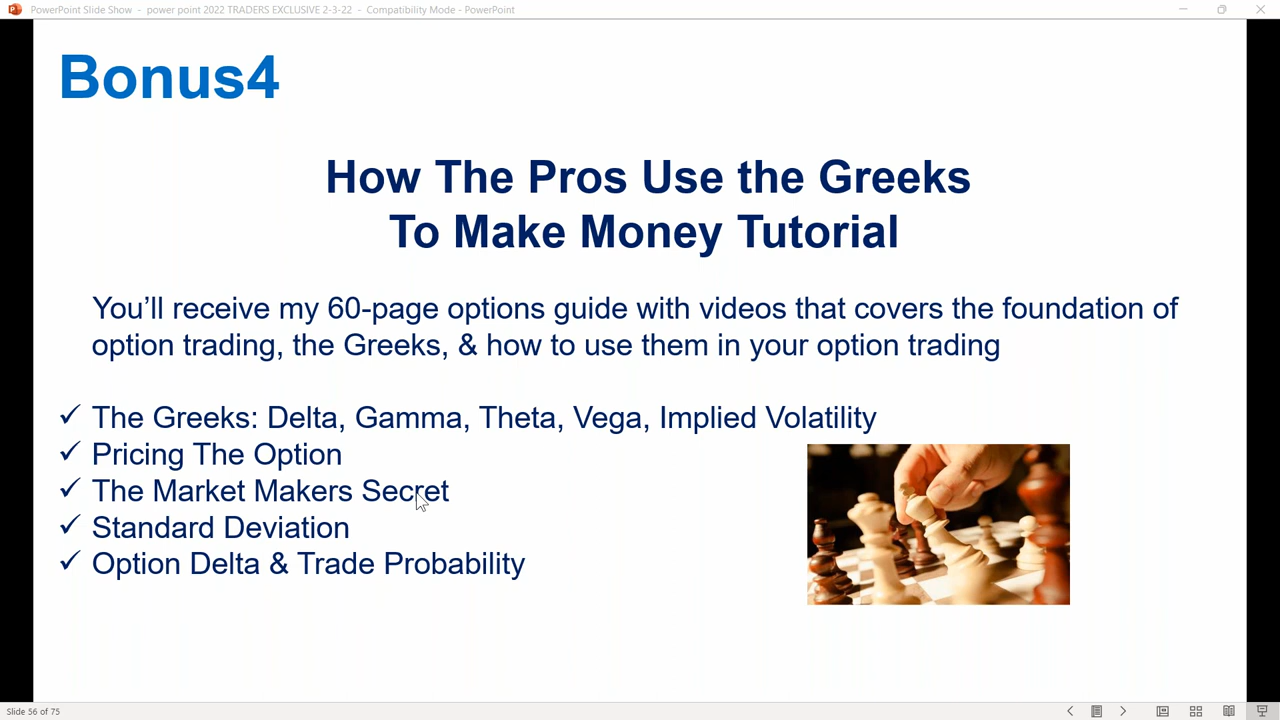 PowerPoint Slide Show - power point 2022 TRADERS EXCLUSIVE 2-3-22 - Compatibility Mode - PowerPoint
Bonus4
How The Pros Use the Greeks
To Make Money Tutorial
You’ll receive my 60-page options guide with videos that covers the foundation of
option trading, the Greeks, & how to use them in your option trading
✓ The Greeks: Delta, Gamma, Theta, Vega, Implied Volatility
✓ Pricing The Option
✓ The Market Makers Secret
✓ Standard Deviation
✓ Option Delta & Trade Probability
Slide 56 of 75